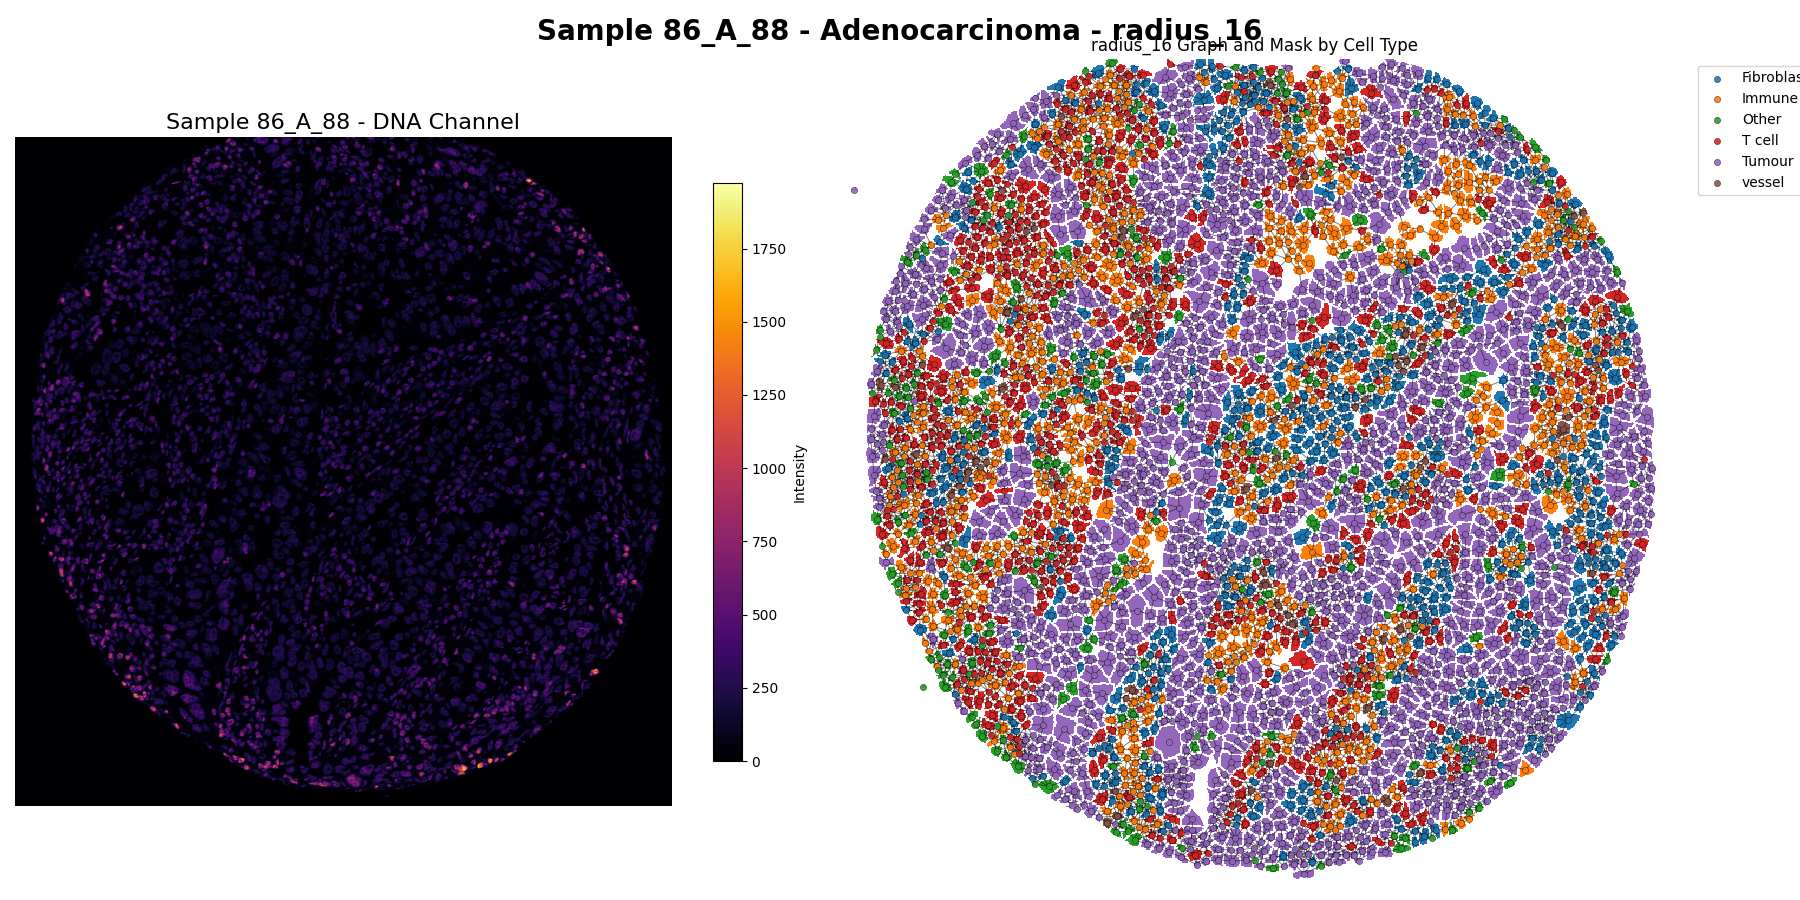 Sample 86_A_88 - Adenocarcinoma - radius_16
radius_16 Graph and Mask by Cell Type
Sample 86_A_88 - DNA Channel
1750
1500
1250
1000
750
500
250
0
Intensity
Fibroblas
Immune
Other
T cell
Tumour
vessel